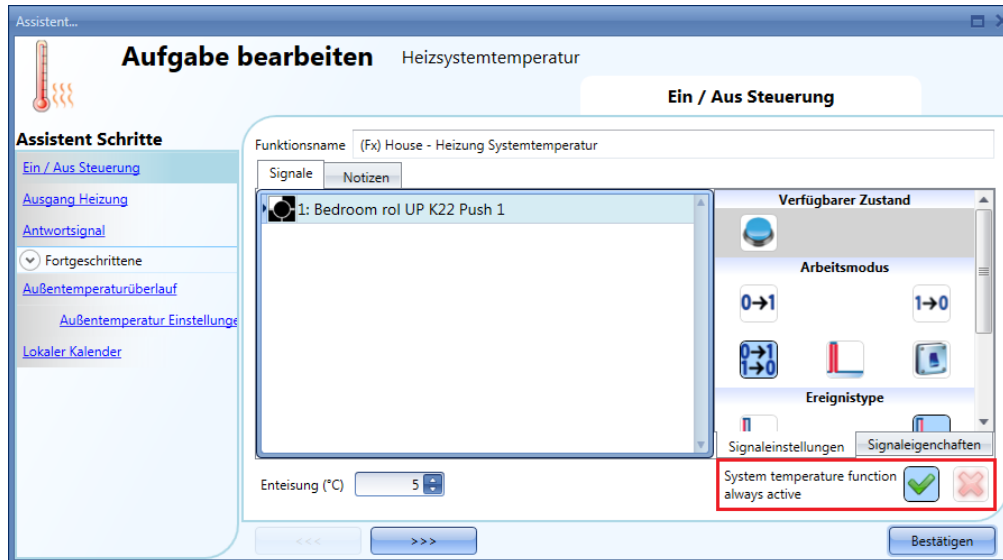 Assistent...
Aufgabe bearbeiten Heizsystemtemperatur
Ein / Aus Steuerung
Assistent Schritte
Ein / Aus Steuerung
Ausgang Heizung
Antwortsignal
Fortgeschrittene
Außentemperaturüberlauf
Außentemperatur Einstellunge
Lokaler Kalender
Funktionsname (Fx) House - Heizung Systemtemperatur
Signale Notizen
1: Bedroom rol UP K22 Push 1
Verfügbarer Zustand
Arbeitsmodus
0→1 1→0
0→1
1→0
Ereignistype
Signaleinstellungen Signaleigenchaften
Enteisung (°C) 5
System temperature function
always active
<<< >>> Bestätigen